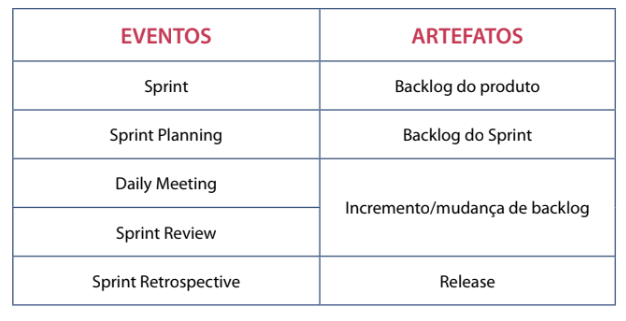 EVENTOS ARTEFATOS
Sprint Backlog do produto
Sprint Planning Backlog do Sprint
Daily Meeting
Incremento/mudança de backlog
Sprint Review
Sprint Retrospective Release